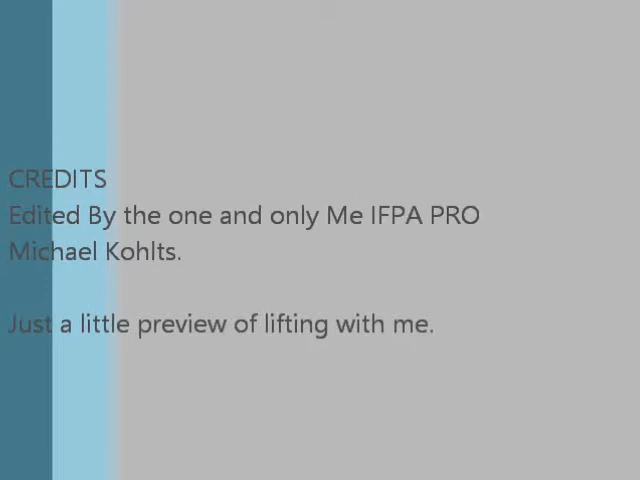 CREDITS
Edited By the one and only Me IFPA PRO
Michael Kohlts.
Just a little preview of lifting with me.